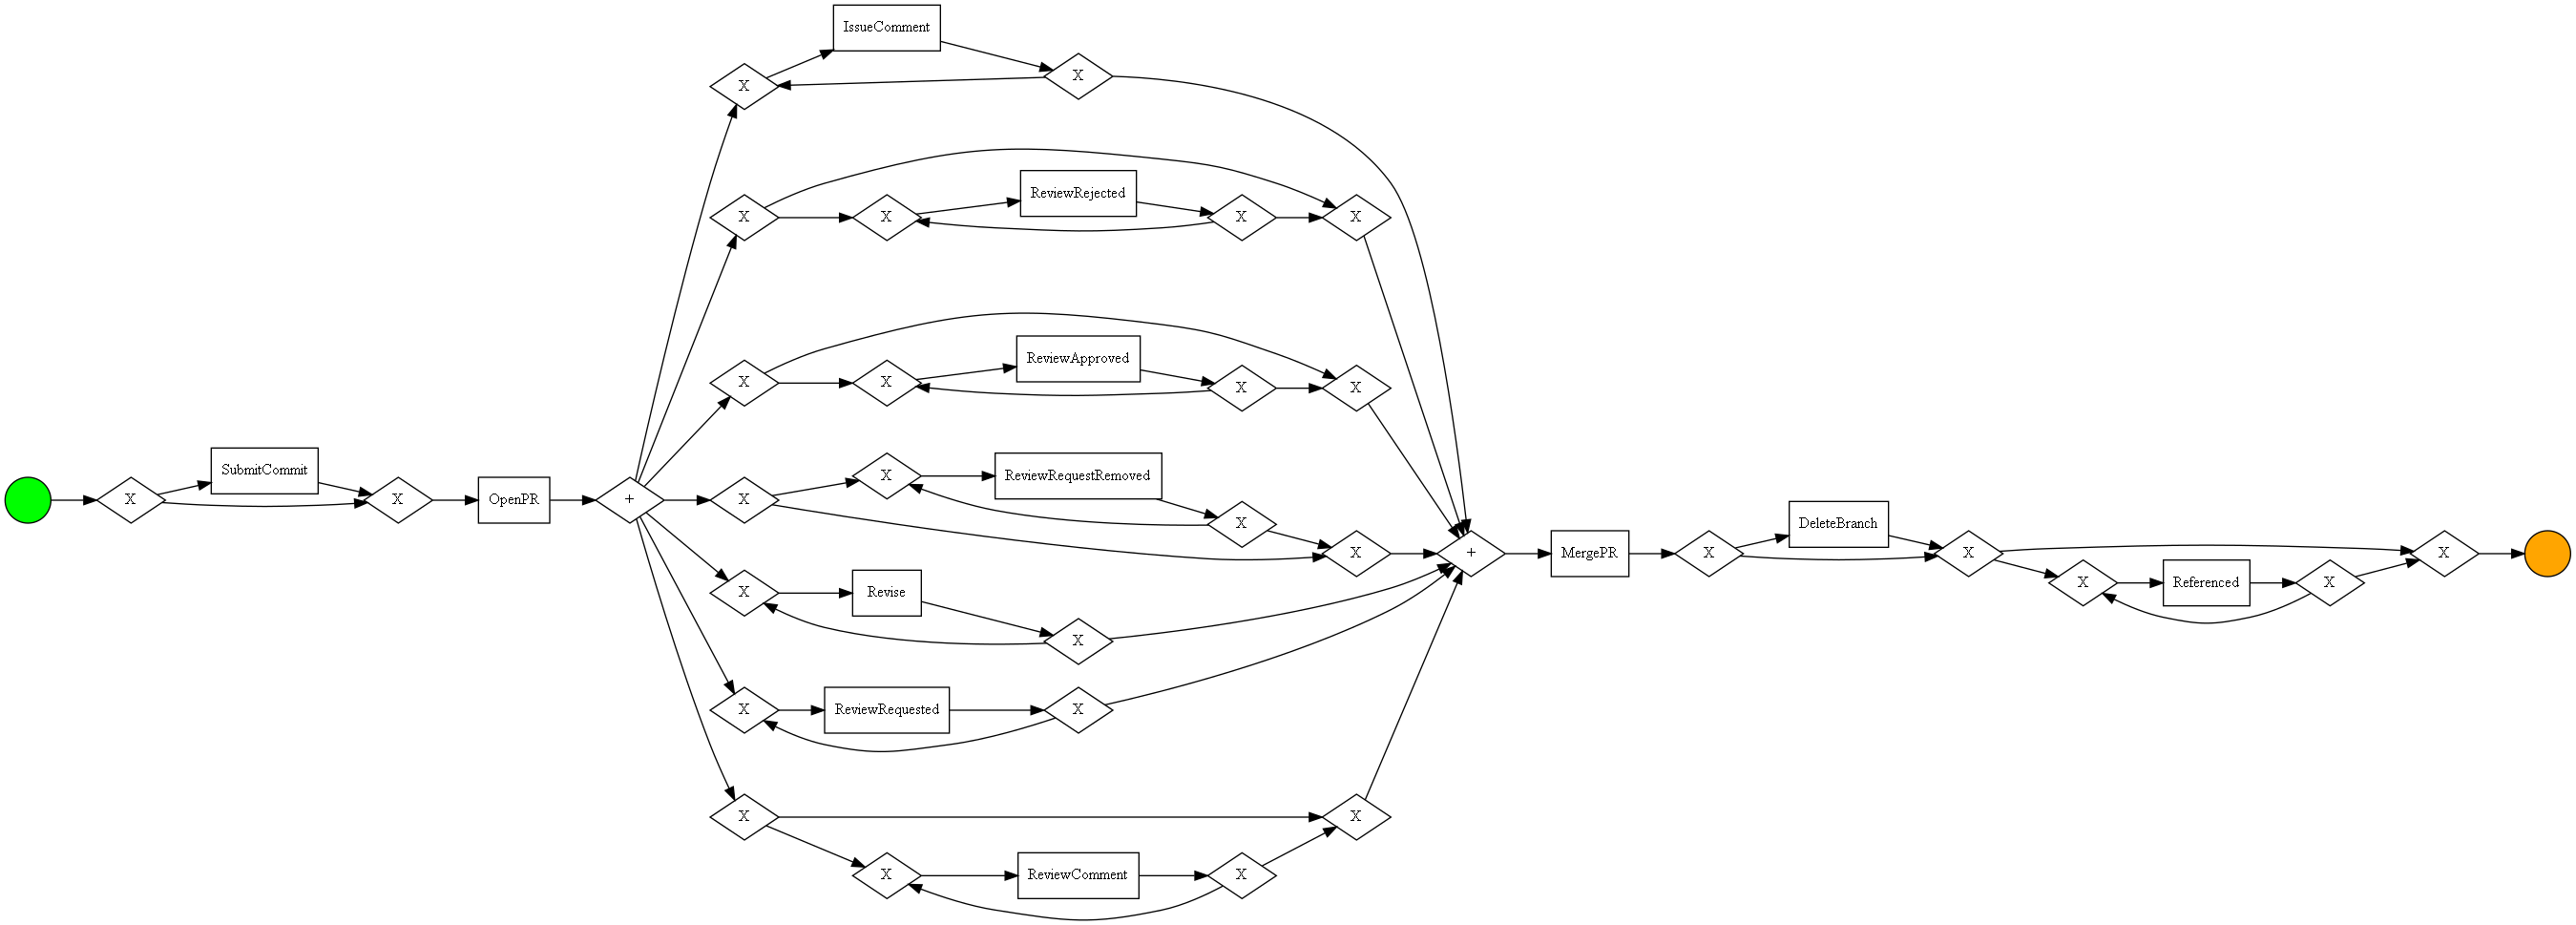 IssueComment
X
X
X
X
ReviewRejected
X
X
X
X
ReviewApproved
X
X
SubmitCommit
X
X
OpenPR
+
X
X
ReviewRequestRemoved
X
X
+
MergePR
X
DeleteBranch
X
X
Referenced
X
X
X
Revise
X
X
ReviewRequested
X
X
X
X
ReviewComment
X